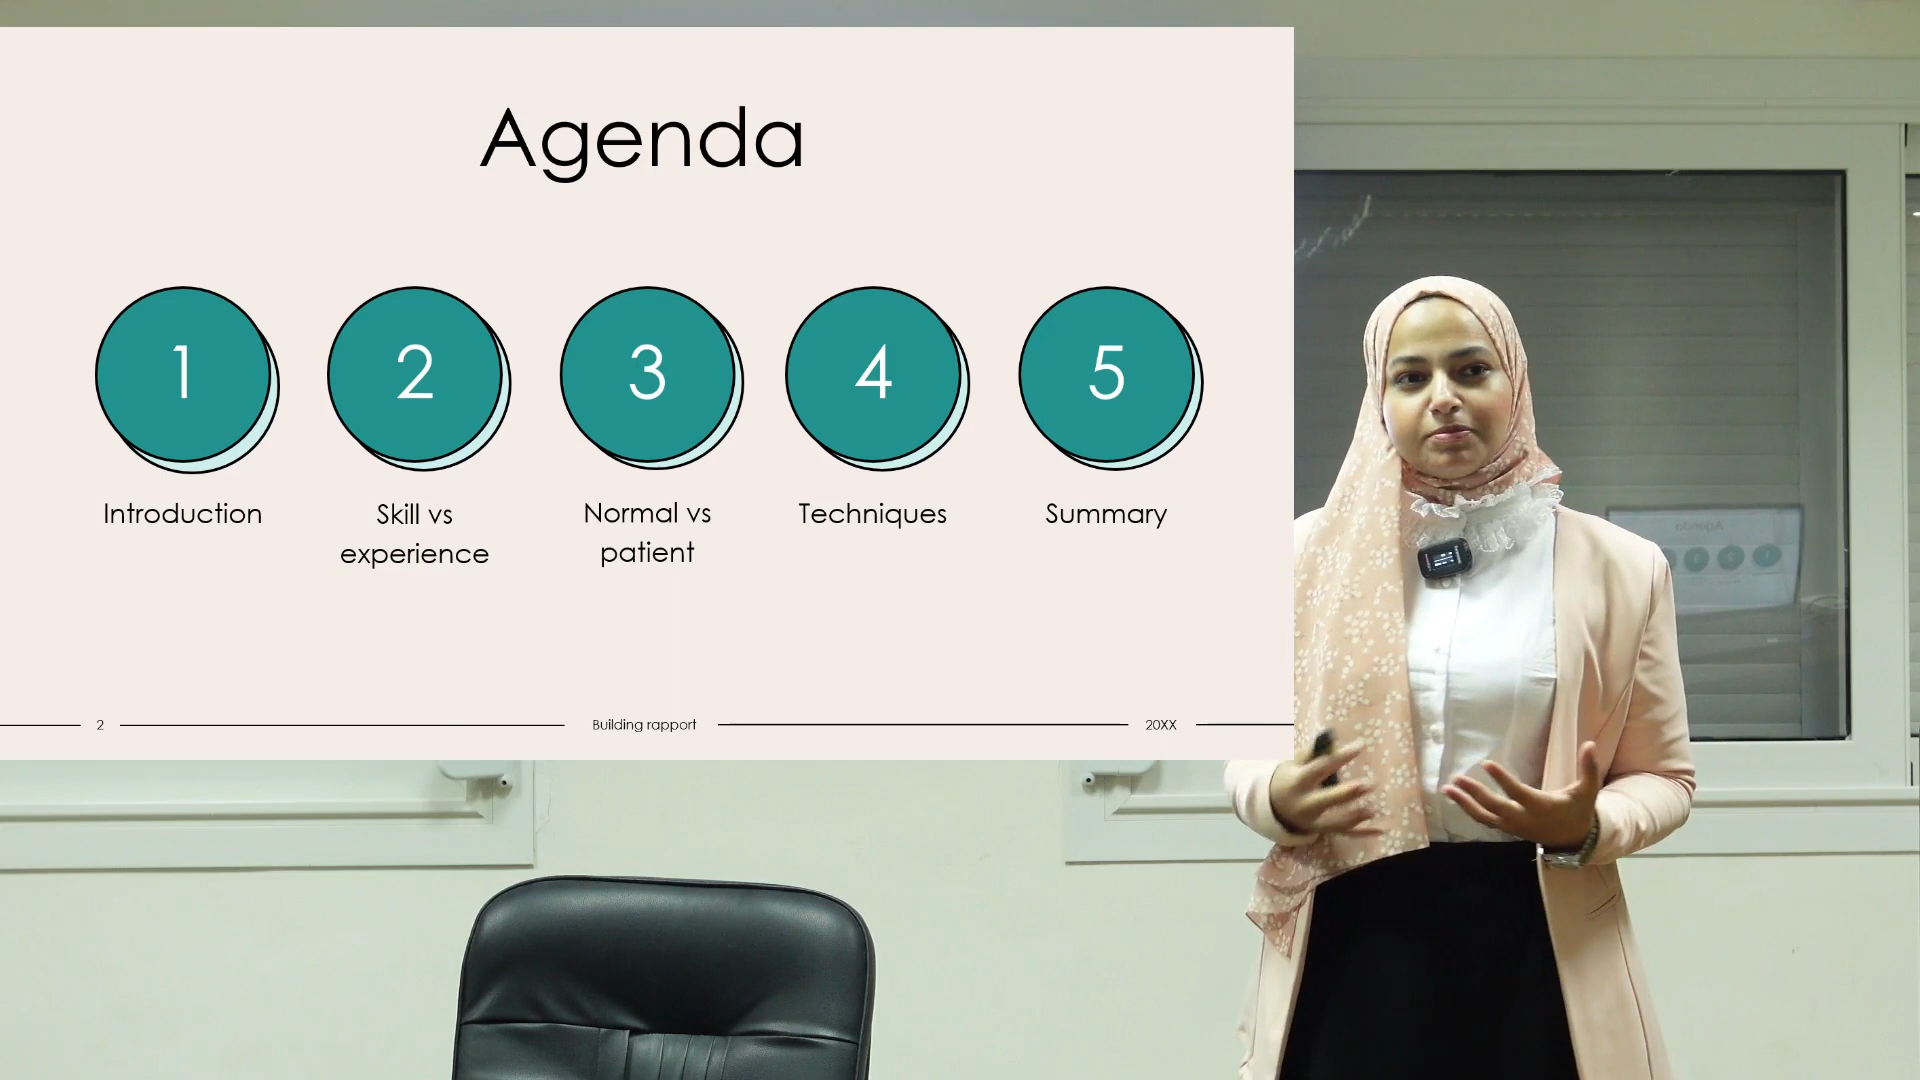 Agenda
1
2
3
4
5
Introduction
Skill vs
experience
Normal vs
patient
Techniques
Summary
2
Building rapport
20XX